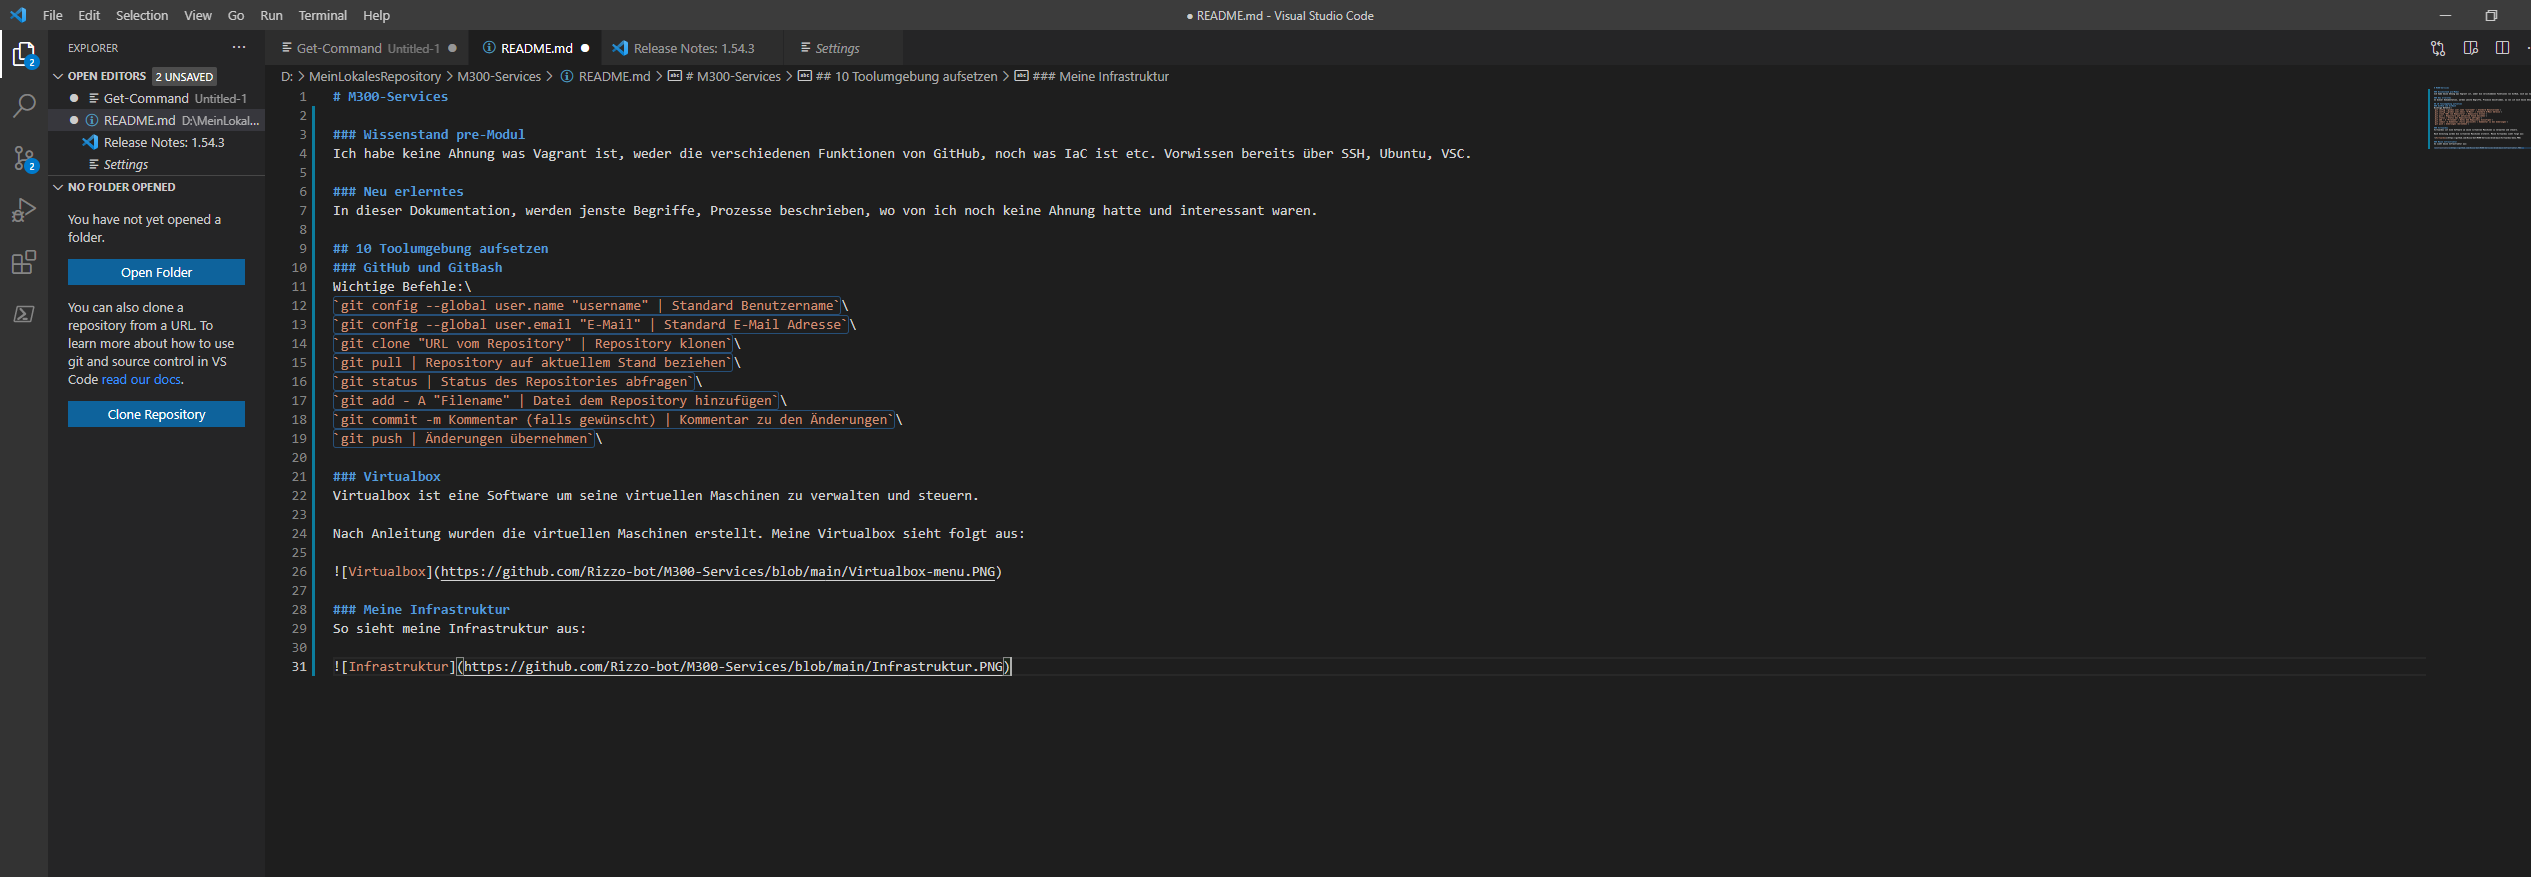 File Edit Selection View Go Run Terminal Help
● README.md - Visual Studio Code
EXPLORER ···
OPEN EDITORS 2 UNSAVED
Get-Command Untitled-1
README.md D:\MeinLokal...
Release Notes: 1.54.3
Settings
NO FOLDER OPENED
You have not yet opened a
folder.
Open Folder
You can also clone a
repository from a URL. To
learn more about how to use
git and source control in VS
Code read our docs.
Clone Repository
2
2
Get-Command Untitled-1 ● README.md ● Release Notes: 1.54.3 Settings
D: > MeinLokalesRepository > M300-Services > README.md > # M300-Services > ## 10 Toolumgebung aufsetzen > ### Meine Infrastruktur
1 # M300-Services
2
3 ### Wissenstand pre-Modul
4 Ich habe keine Ahnung was Vagrant ist, weder die verschiedenen Funktionen von GitHub, noch was IaC ist etc. Vorwissen bereits über SSH, Ubuntu, VSC.
5
6 ### Neu erlerntes
7 In dieser Dokumentation, werden jenste Begriffe, Prozesse beschrieben, wo von ich noch keine Ahnung hatte und interessant waren.
8
9 ## 10 Toolumgebung aufsetzen
10 ### GitHub und GitBash
11 Wichtige Befehle:\
12 `git config --global user.name "username" | Standard Benutzername`\
13 `git config --global user.email "E-Mail" | Standard E-Mail Adresse`\
14 `git clone "URL vom Repository" | Repository klonen`\
15 `git pull | Repository auf aktuellem Stand beziehen`\
16 `git status | Status des Repositories abfragen`\
17 `git add - A "Filename" | Datei dem Repository hinzufügen`\
18 `git commit -m Kommentar (falls gewünscht) | Kommentar zu den Änderungen`\
19 `git push | Änderungen übernehmen`\
20
21 ### Virtualbox
22 Virtualbox ist eine Software um seine virtuellen Maschinen zu verwalten und steuern.
23
24 Nach Anleitung wurden die virtuellen Maschinen erstellt. Meine Virtualbox sieht folgt aus:
25
26 ![Virtualbox](https://github.com/Rizzo-bot/M300-Services/blob/main/Virtualbox-menu.PNG)
27
28 ### Meine Infrastruktur
29 So sieht meine Infrastruktur aus:
30
31 ![Infrastruktur](https://github.com/Rizzo-bot/M300-Services/blob/main/Infrastruktur.PNG)